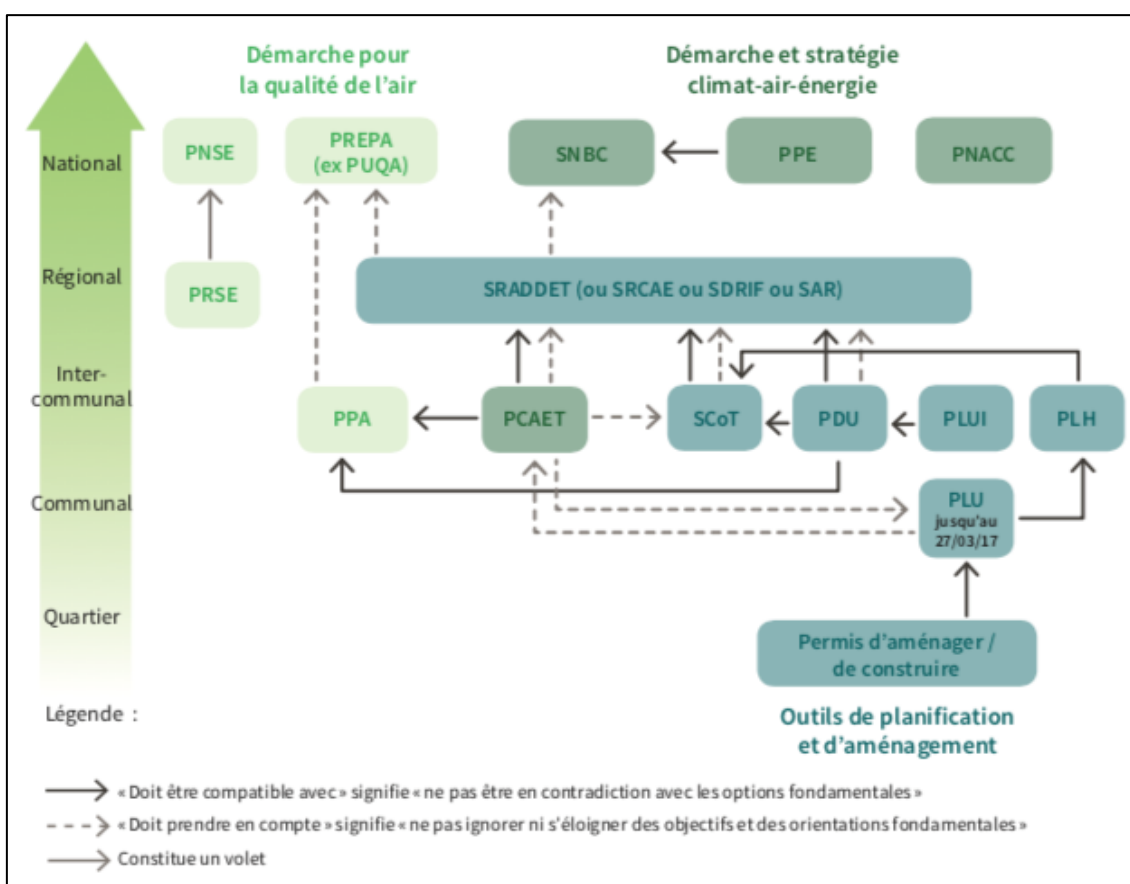 Démarche pour
la qualité de l'air
Démarche et stratégie
climat-air-énergie
National
PNSE
PREPA
(ex PUQA)
SNBC
PPE
PNACC
Régional
PRSE
SRADDET (ou SRCAE ou SDRIF ou SAR)
Inter-
communal
PPA
PCAET
SCoT
PDU
PLUI
PLH
Communal
PLU
jusqu'au
27/03/17
Quartier
Permis d'aménager /
de construire
Légende :
Outils de planification
et d'aménagement
« Doit être compatible avec » signifie « ne pas être en contradiction avec les options fondamentales »
« Doit prendre en compte » signifie « ne pas ignorer ni s'éloigner des objectifs et des orientations fondamentales »
Constitue un volet